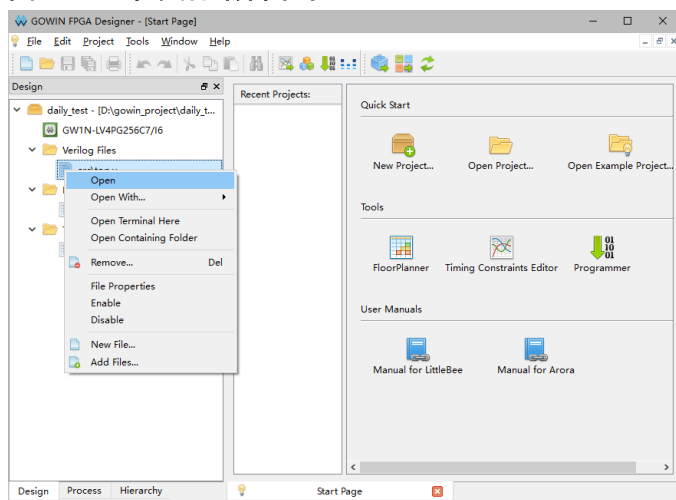 GOWIN FPGA Designer - [Start Page]
File Edit Project Tools Window Help
Design
Recent Projects:
daily_test - [D:\gowin_project\daily_t...
GW1N-LV4PG256C7/I6
Verilog Files
Open
Open With...
Open Terminal Here
Open Containing Folder
Remove... Del
File Properties
Enable
Disable
New File...
Add Files...
Quick Start
New Project... Open Project... Open Example Project...
Tools
FloorPlanner Timing Constraints Editor Programmer
User Manuals
Manual for LittleBee Manual for Arora
Design Process Hierarchy
Start Page